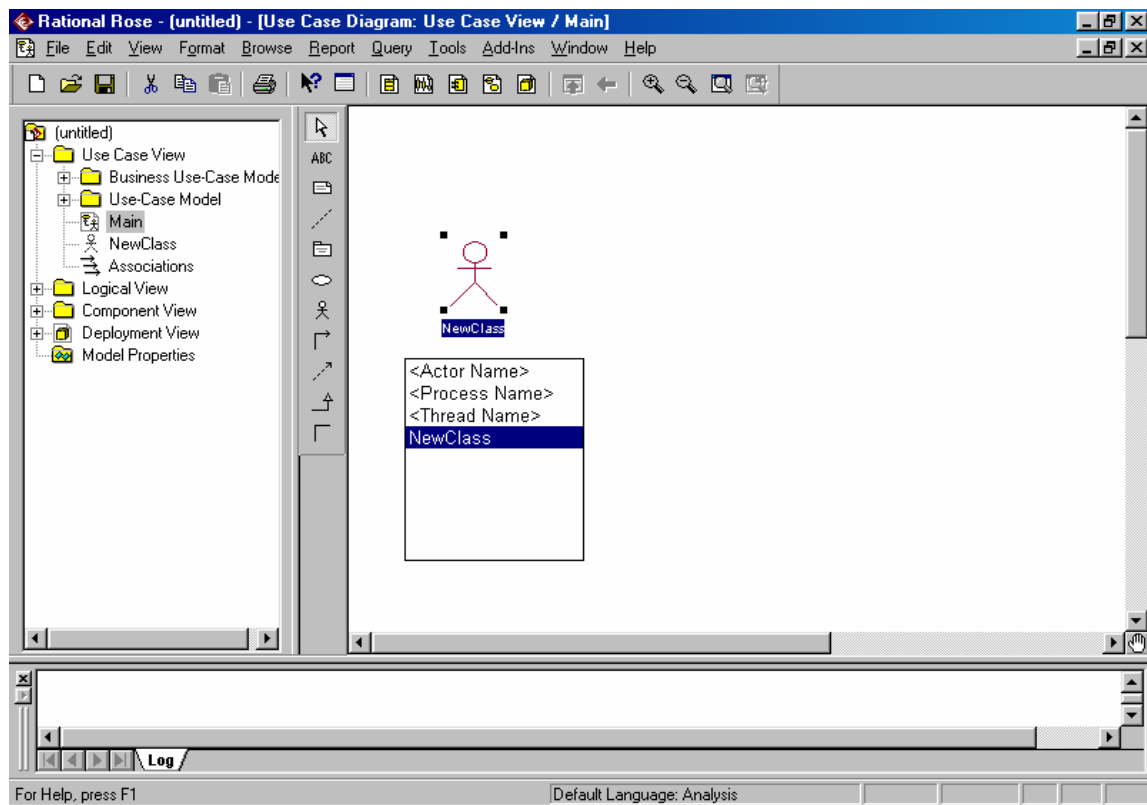 Rational Rose - (untitled) - [Use Case Diagram: Use Case View / Main]
File Edit View Format Browse Report Query Tools Add-Ins Window Help
(untitled)
Use Case View
Business Use-Case Mode
Use-Case Model
Main
NewClass
Associations
Logical View
Component View
Deployment View
Model Properties
ABC
NewClass
<Actor Name>
<Process Name>
<Thread Name>
NewClass
Log
For Help, press F1
Default Language: Analysis